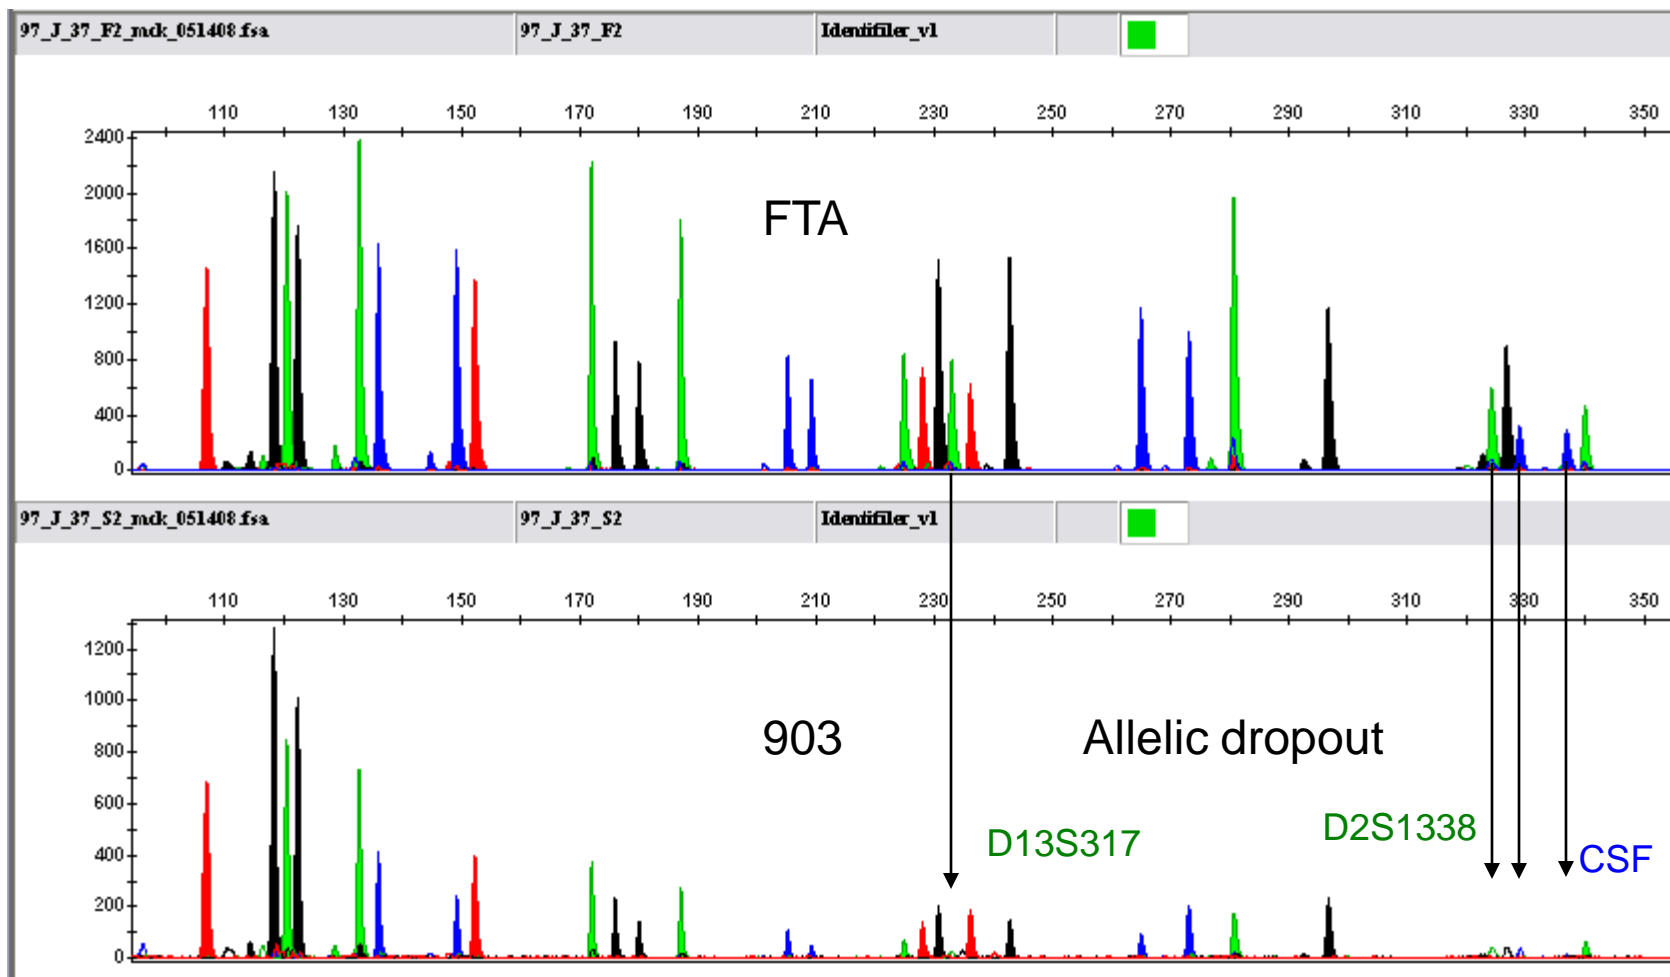 97_J_37_F2_mck_051408.fsa 97_J_37_F2 Identifiler_v1
110 130 150 170 190 210 230 250 270 290 310 330 350
2400
2000
FTA
1600
1200
800
400
0
97_J_37_S2_mck_051408.fsa 97_J_37_S2 Identifiler_v1
110 130 150 170 190 210 230 250 270 290 310 330 350
1200
1000
903 Allelic dropout
800
600
D13S317 D2S1338
CSF
400
200
0